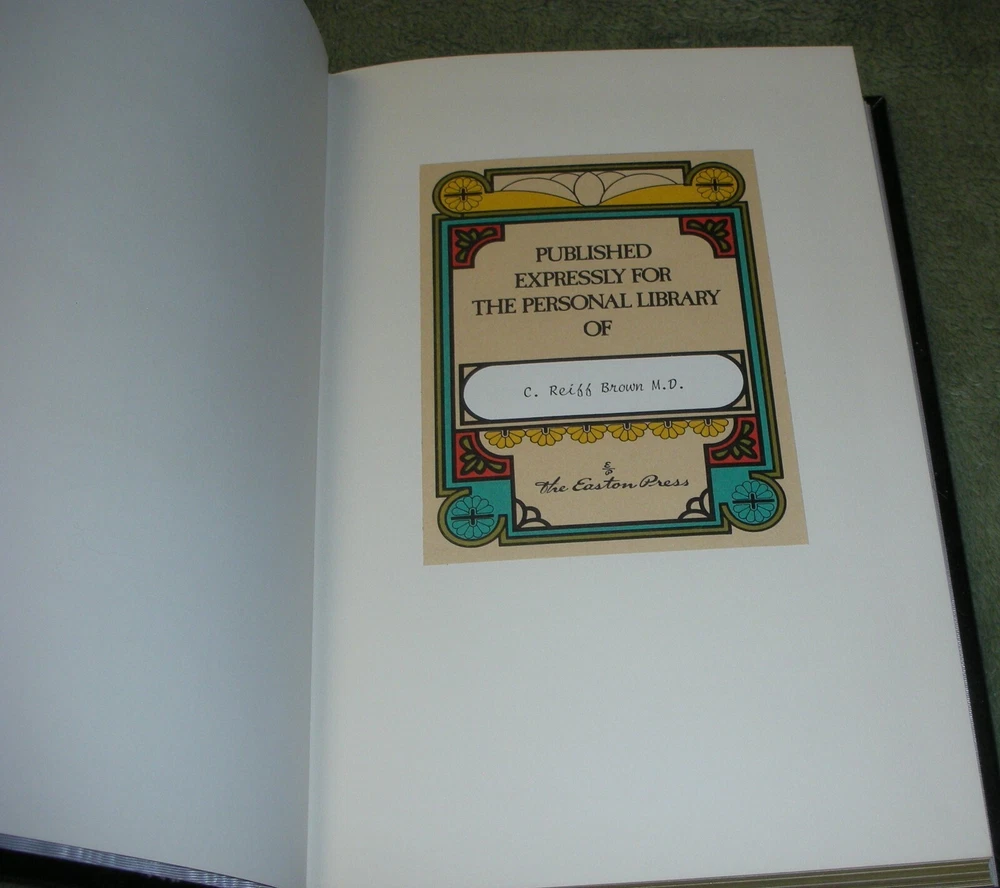 PUBLISHED
EXPRESSLY FOR
THE PERSONAL LIBRARY
OF
C. Reiff Brown M.D.
E/P
The Easton Press